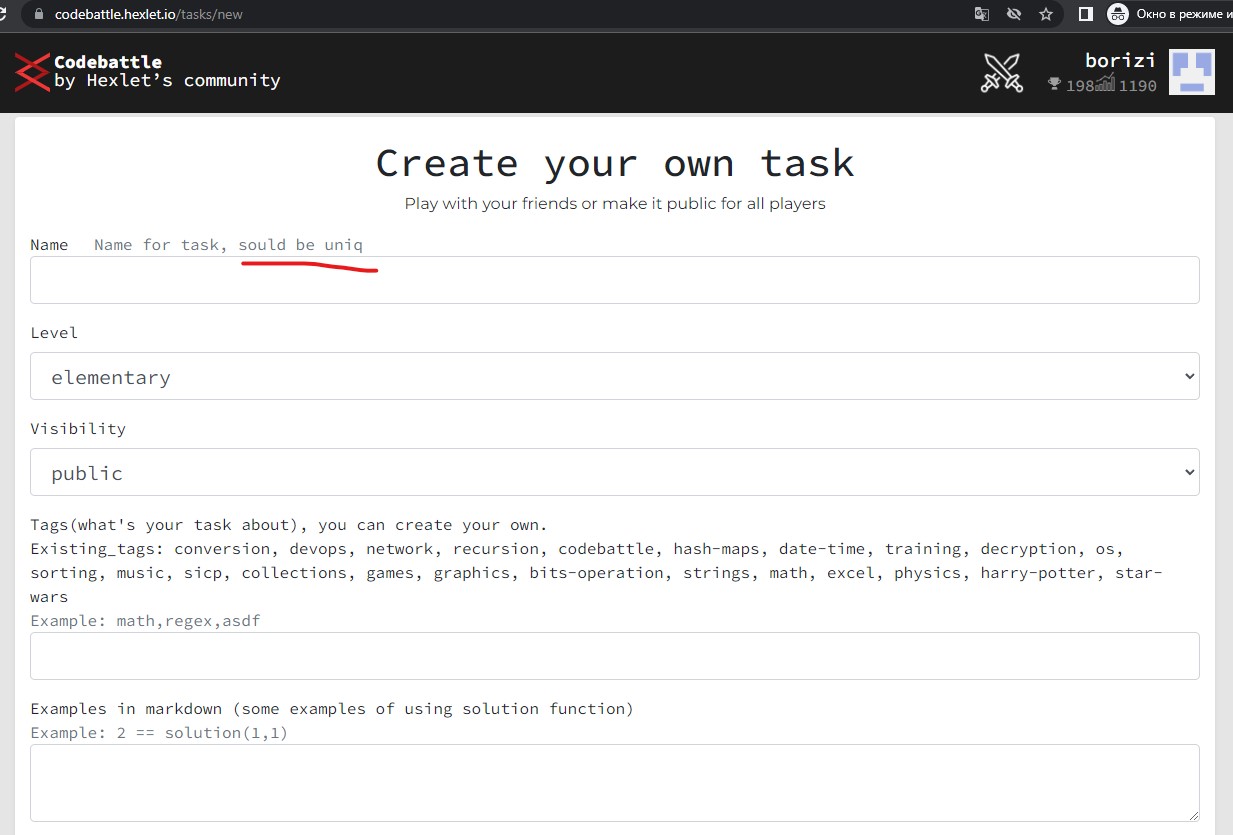 codebattle.hexlet.io/tasks/new
Окно в режиме и
Codebattle
by Hexlet’s community
borizi
198 1190
Create your own task
Play with your friends or make it public for all players
Name Name for task, sould be uniq
Level
elementary
Visibility
public
Tags(what's your task about), you can create your own.
Existing_tags: conversion, devops, network, recursion, codebattle, hash-maps, date-time, training, decryption, os,
sorting, music, sicp, collections, games, graphics, bits-operation, strings, math, excel, physics, harry-potter, star-
wars
Example: math,regex,asdf
Examples in markdown (some examples of using solution function)
Example: 2 == solution(1,1)